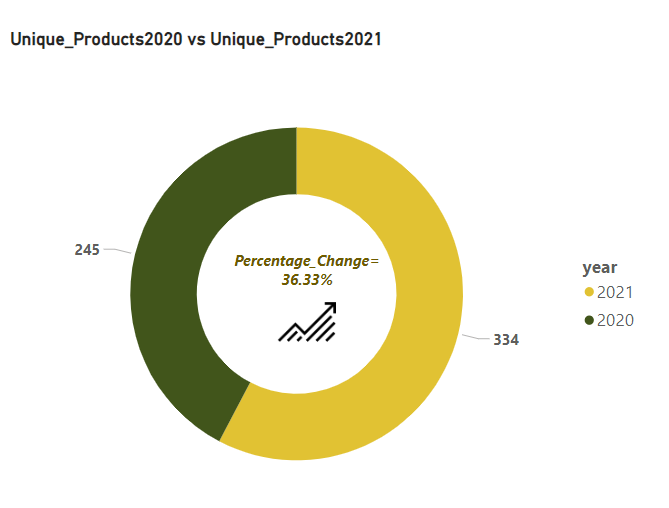 Unique_Products2020 vs Unique_Products2021
245
Percentage_Change=
36.33%
334
year
2021
2020